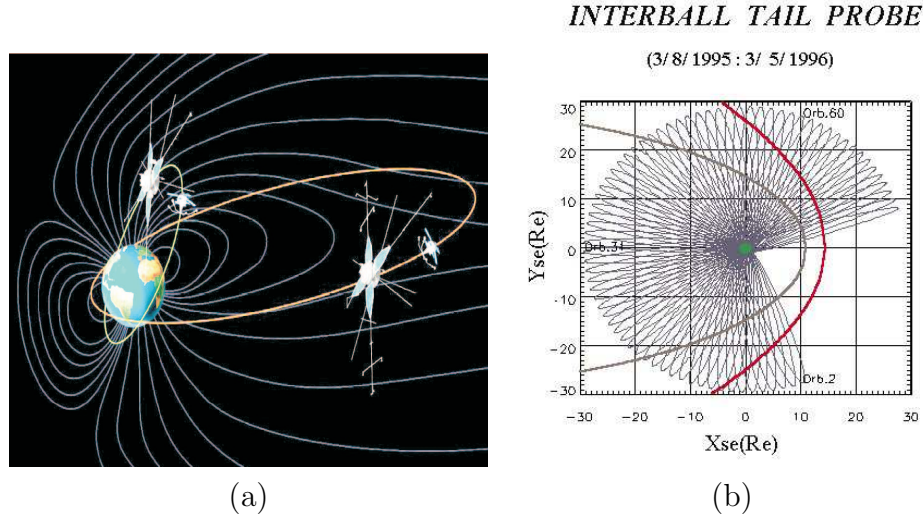 INTERBALL TAIL PROBE
(3/ 8/ 1995 : 3/ 5/ 1996)
30
20
10
0
-10
-20
-30
Yse(Re)
Orb.60
Orb.31
Orb.2
-30 -20 -10 0 10 20 30
Xse(Re)
(a)
(b)